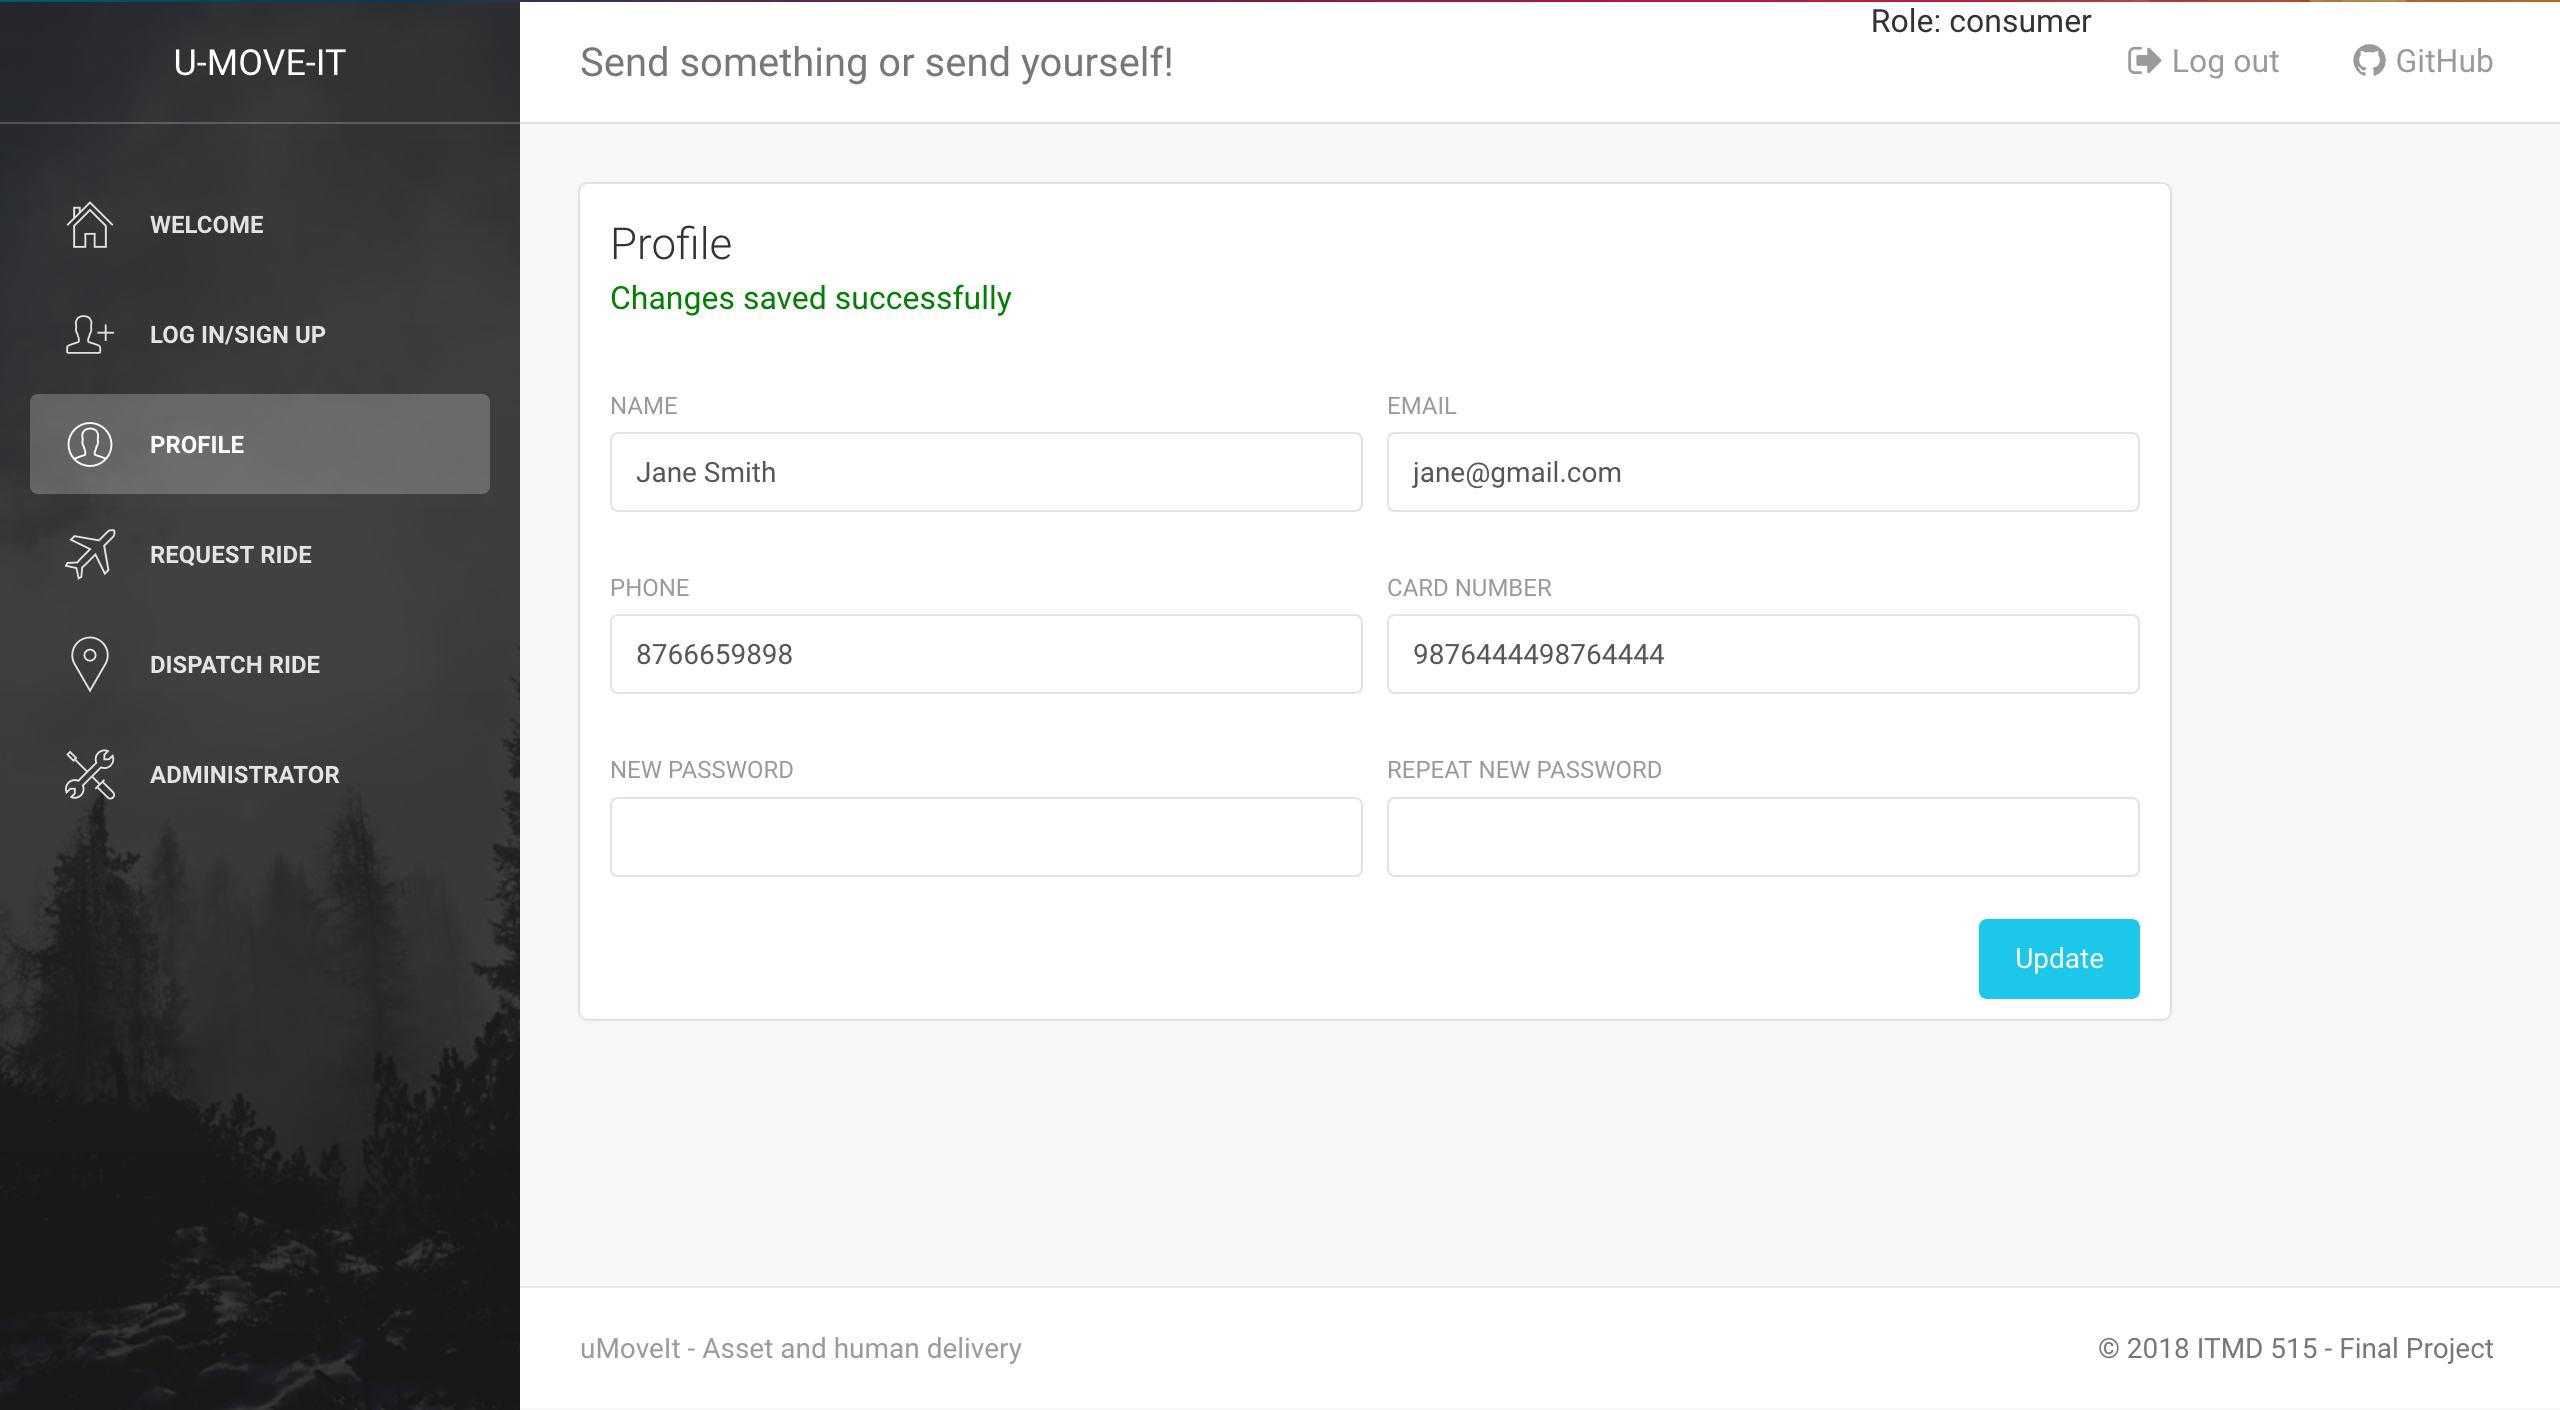 U-MOVE-IT
WELCOME
LOG IN/SIGN UP
PROFILE
REQUEST RIDE
DISPATCH RIDE
ADMINISTRATOR
Send something or send yourself!
Role: consumer
Log out
GitHub
Profile
Changes saved successfully
NAME
Jane Smith
EMAIL
jane@gmail.com
PHONE
8766659898
CARD NUMBER
9876444498764444
NEW PASSWORD
REPEAT NEW PASSWORD
Update
uMoveIt - Asset and human delivery
© 2018 ITMD 515 - Final Project